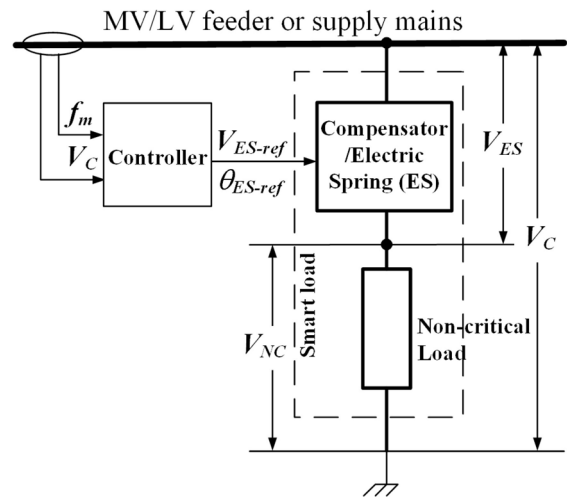 MV/LV feeder or supply mains
f_m
V_C
Controller
V_ES-ref
θ_ES-ref
Compensator
/Electric
Spring (ES)
V_ES
V_C
V_NC
Smart load
Non-critical
Load